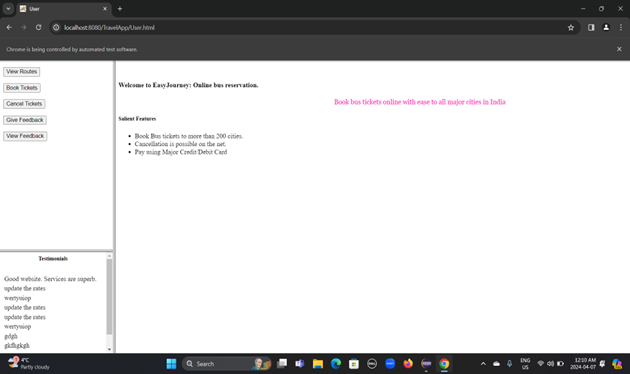 User
localhost:8080/TravelApp/User.html
Chrome is being controlled by automated test software.
View Routes
Book Tickets
Cancel Tickets
Give Feedback
View Feedback
Welcome to EasyJourney: Online bus reservation.
Book bus tickets online with ease to all major cities in India
Salient Features
Book Bus tickets to more than 200 cities.
Cancellation is possible on the net.
Pay using Major Credit/Debit Card
Testimonials
Good website. Services are superb.
update the rates
wertyuiop
update the rates
update the rates
wertyuiop
gdgh
gkfhgkgh
4°C
Partly cloudy
Search
ENG
US
12:10 AM
2024-04-07